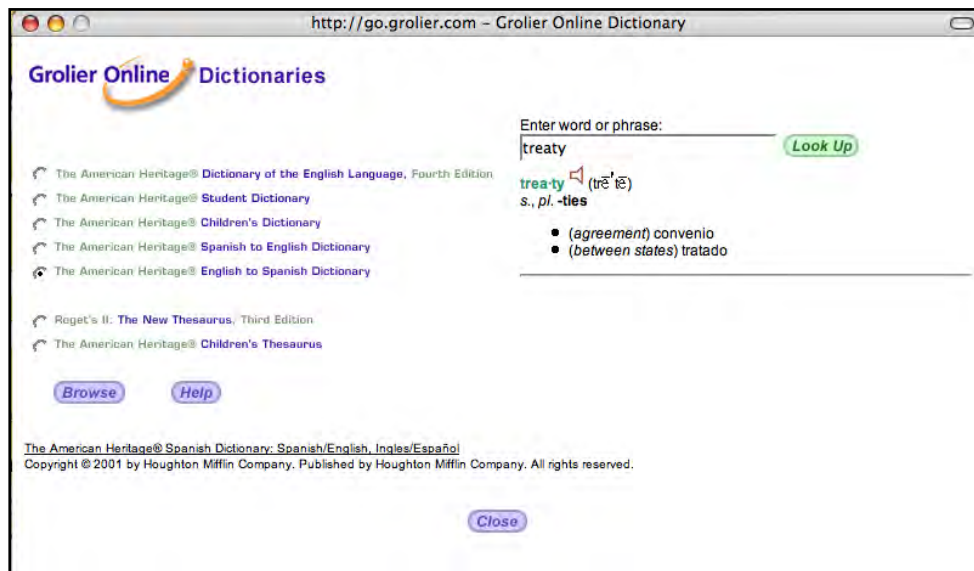 http://go.grolier.com – Grolier Online Dictionary
Grolier Online Dictionaries
The American Heritage® Dictionary of the English Language, Fourth Edition
The American Heritage® Student Dictionary
The American Heritage® Children's Dictionary
The American Heritage® Spanish to English Dictionary
The American Heritage® English to Spanish Dictionary
Roget's II: The New Thesaurus, Third Edition
The American Heritage® Children's Thesaurus
Browse Help
Enter word or phrase:
treaty Look Up
trea·ty (trē′tē)
s., pl. -ties
• (agreement) convenio
• (between states) tratado
The American Heritage® Spanish Dictionary: Spanish/English, Ingles/Español
Copyright © 2001 by Houghton Mifflin Company. Published by Houghton Mifflin Company. All rights reserved.
Close